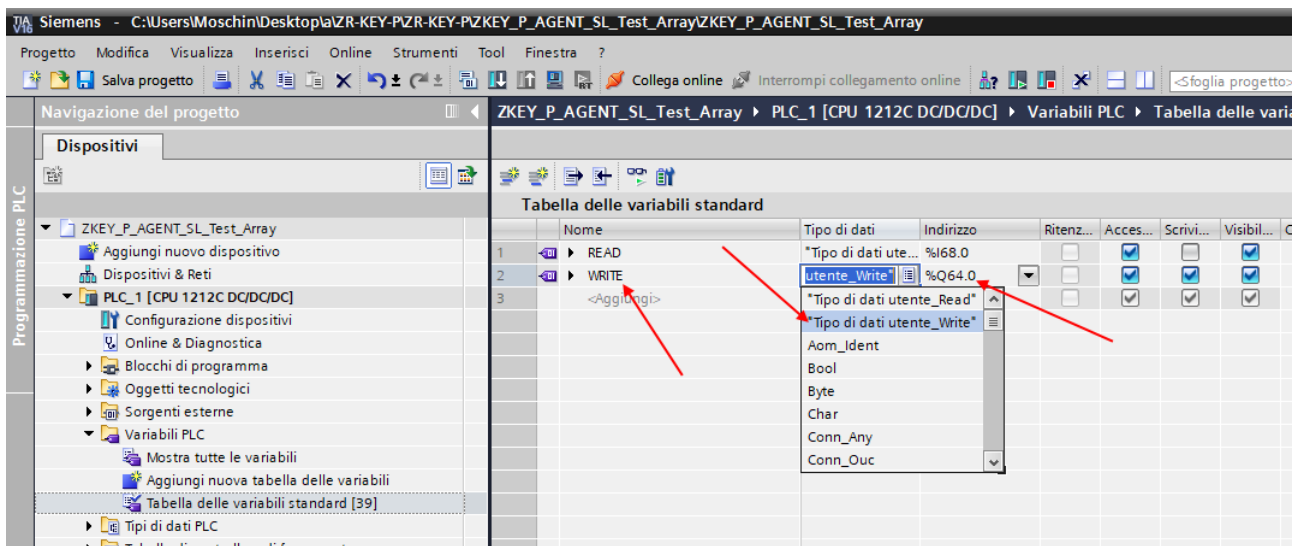 TIA V16 Siemens - C:\Users\Moschin\Desktop\a\ZR-KEY-P\ZR-KEY-P\ZKEY_P_AGENT_SL_Test_Array\ZKEY_P_AGENT_SL_Test_Array
Progetto Modifica Visualizza Inserisci Online Strumenti Tool Finestra ?
Salva progetto Collega online Interrompi collegamento online <Sfoglia progetto>
Navigazione del progetto
ZKEY_P_AGENT_SL_Test_Array PLC_1 [CPU 1212C DC/DC/DC] Variabili PLC Tabella delle varia
Dispositivi
Programmazione PLC
Tabella delle variabili standard
Nome Tipo di dati Indirizzo Ritenz... Acces... Scrivi... Visibil... C
1 READ "Tipo di dati ute... %I68.0
2 WRITE utente_Write" %Q64.0
3 <Aggiungi>
"Tipo di dati utente_Read"
"Tipo di dati utente_Write"
Aom_Ident
Bool
Byte
Char
Conn_Any
Conn_Ouc
ZKEY_P_AGENT_SL_Test_Array
Aggiungi nuovo dispositivo
Dispositivi & Reti
PLC_1 [CPU 1212C DC/DC/DC]
Configurazione dispositivi
Online & Diagnostica
Blocchi di programma
Oggetti tecnologici
Sorgenti esterne
Variabili PLC
Mostra tutte le variabili
Aggiungi nuova tabella delle variabili
Tabella delle variabili standard [39]
Tipi di dati PLC